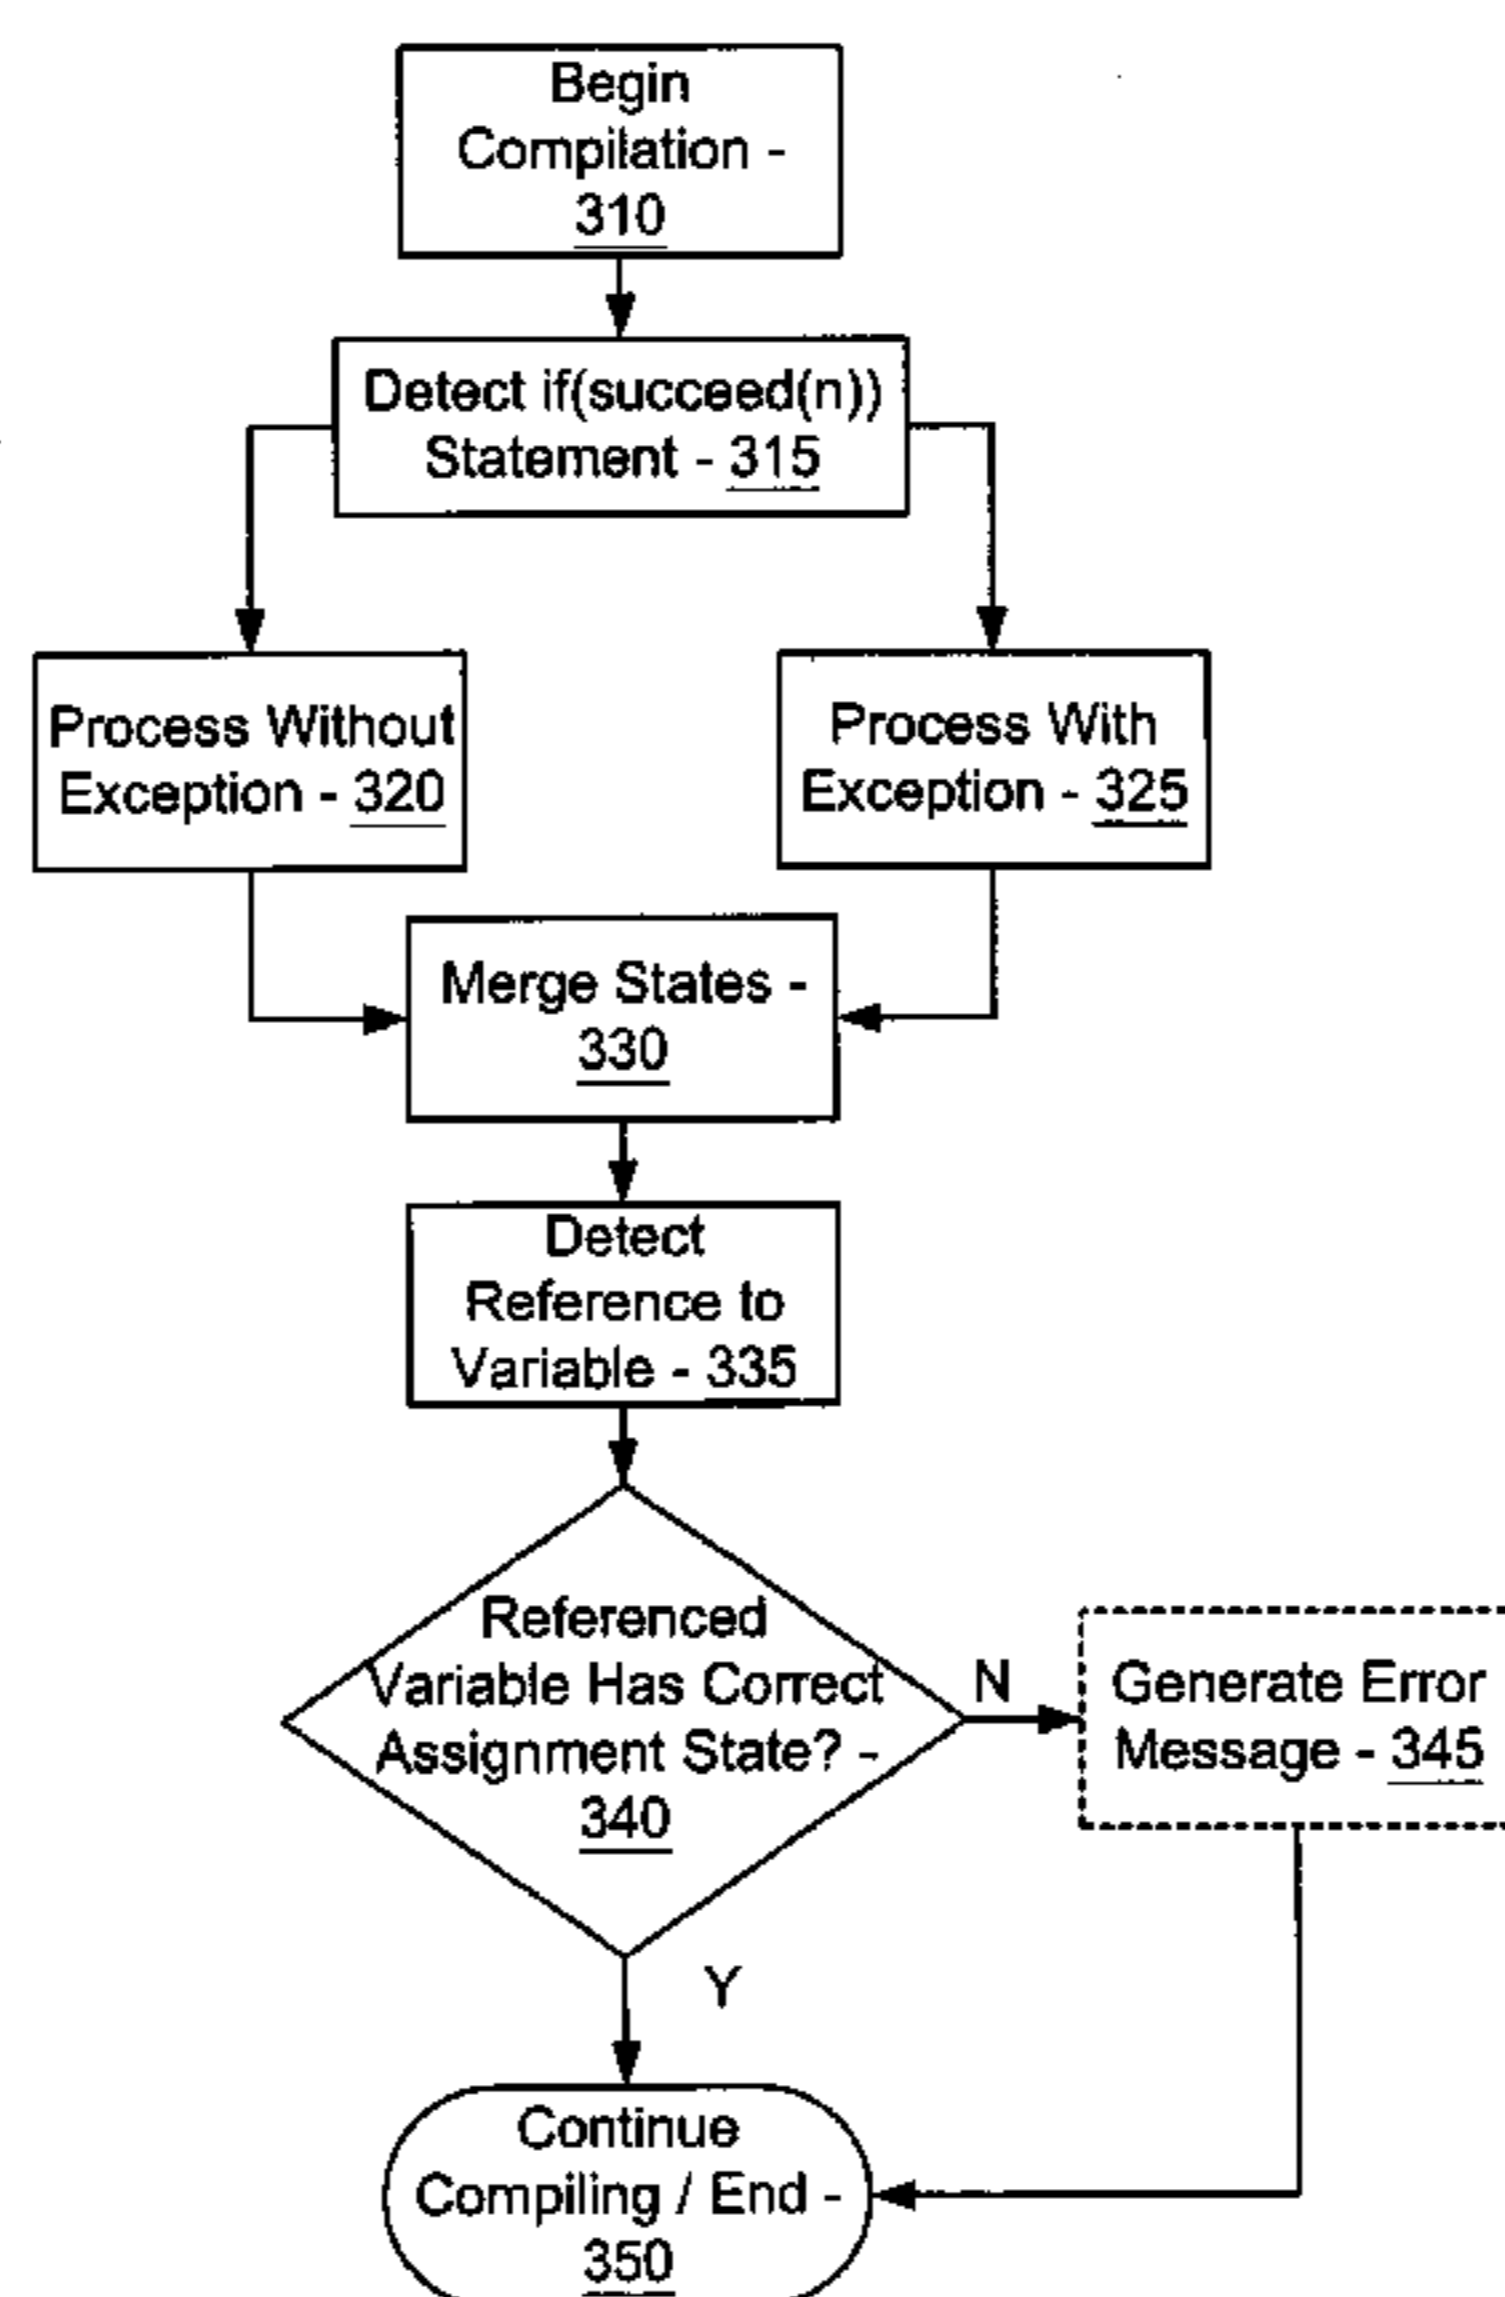 Begin
Compilation -
310
Detect if(succeed(n))
Statement - 315
Process Without
Exception - 320
Process With
Exception - 325
Merge States -
330
Detect
Reference to
Variable - 335
Referenced
Variable Has Correct
Assignment State? -
340
N
Generate Error
Message - 345
Y
Continue
Compiling / End -
350